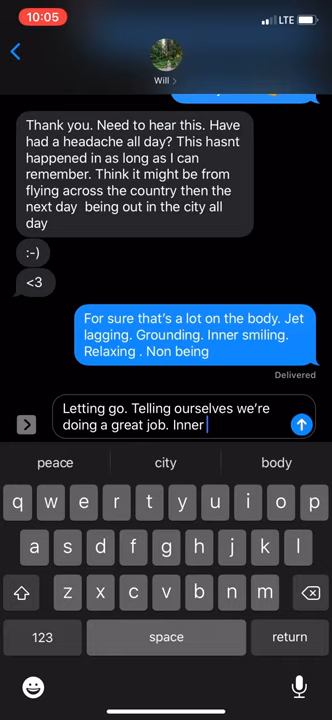 10:05
LTE
Will >
Thank you. Need to hear this. Have
had a headache all day? This hasnt
happened in as long as I can
remember. Think it might be from
flying across the country then the
next day being out in the city all
day
:-)
<3
For sure that's a lot on the body. Jet
lagging. Grounding. Inner smiling.
Relaxing . Non being
Delivered
Letting go. Telling ourselves we're
doing a great job. Inner
peace city body
q w e r t y u i o p
a s d f g h j k l
z x c v b n m
123 space return